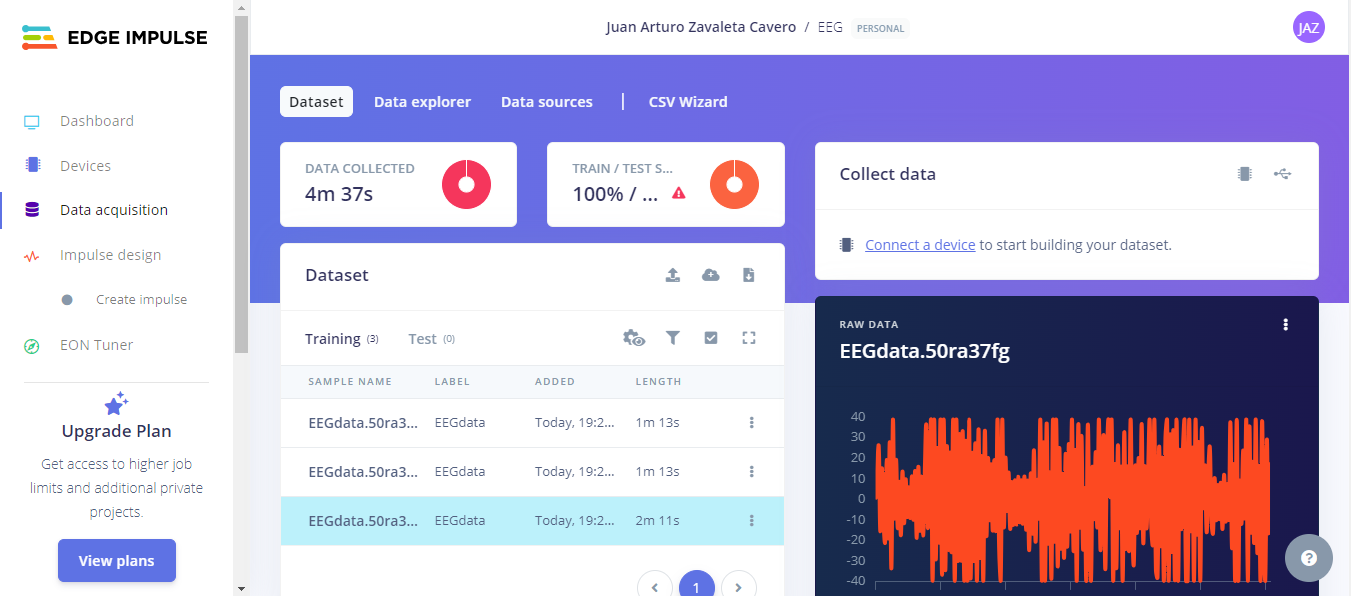 EDGE IMPULSE
Dashboard
Devices
Data acquisition
Impulse design
Create impulse
EON Tuner
Upgrade Plan
Get access to higher job
limits and additional private
projects.
View plans
Juan Arturo Zavaleta Cavero / EEG PERSONAL
JAZ
Dataset Data explorer Data sources | CSV Wizard
DATA COLLECTED
4m 37s
TRAIN / TEST S...
100% / ...
Dataset
Training (3) Test (0)
SAMPLE NAME LABEL ADDED LENGTH
EEGdata.50ra3... EEGdata Today, 19:2... 1m 13s
EEGdata.50ra3... EEGdata Today, 19:2... 1m 13s
EEGdata.50ra3... EEGdata Today, 19:2... 2m 11s
< 1 >
Collect data
Connect a device to start building your dataset.
RAW DATA
EEGdata.50ra37fg
40
30
20
10
0
-10
-20
-30
-40
?